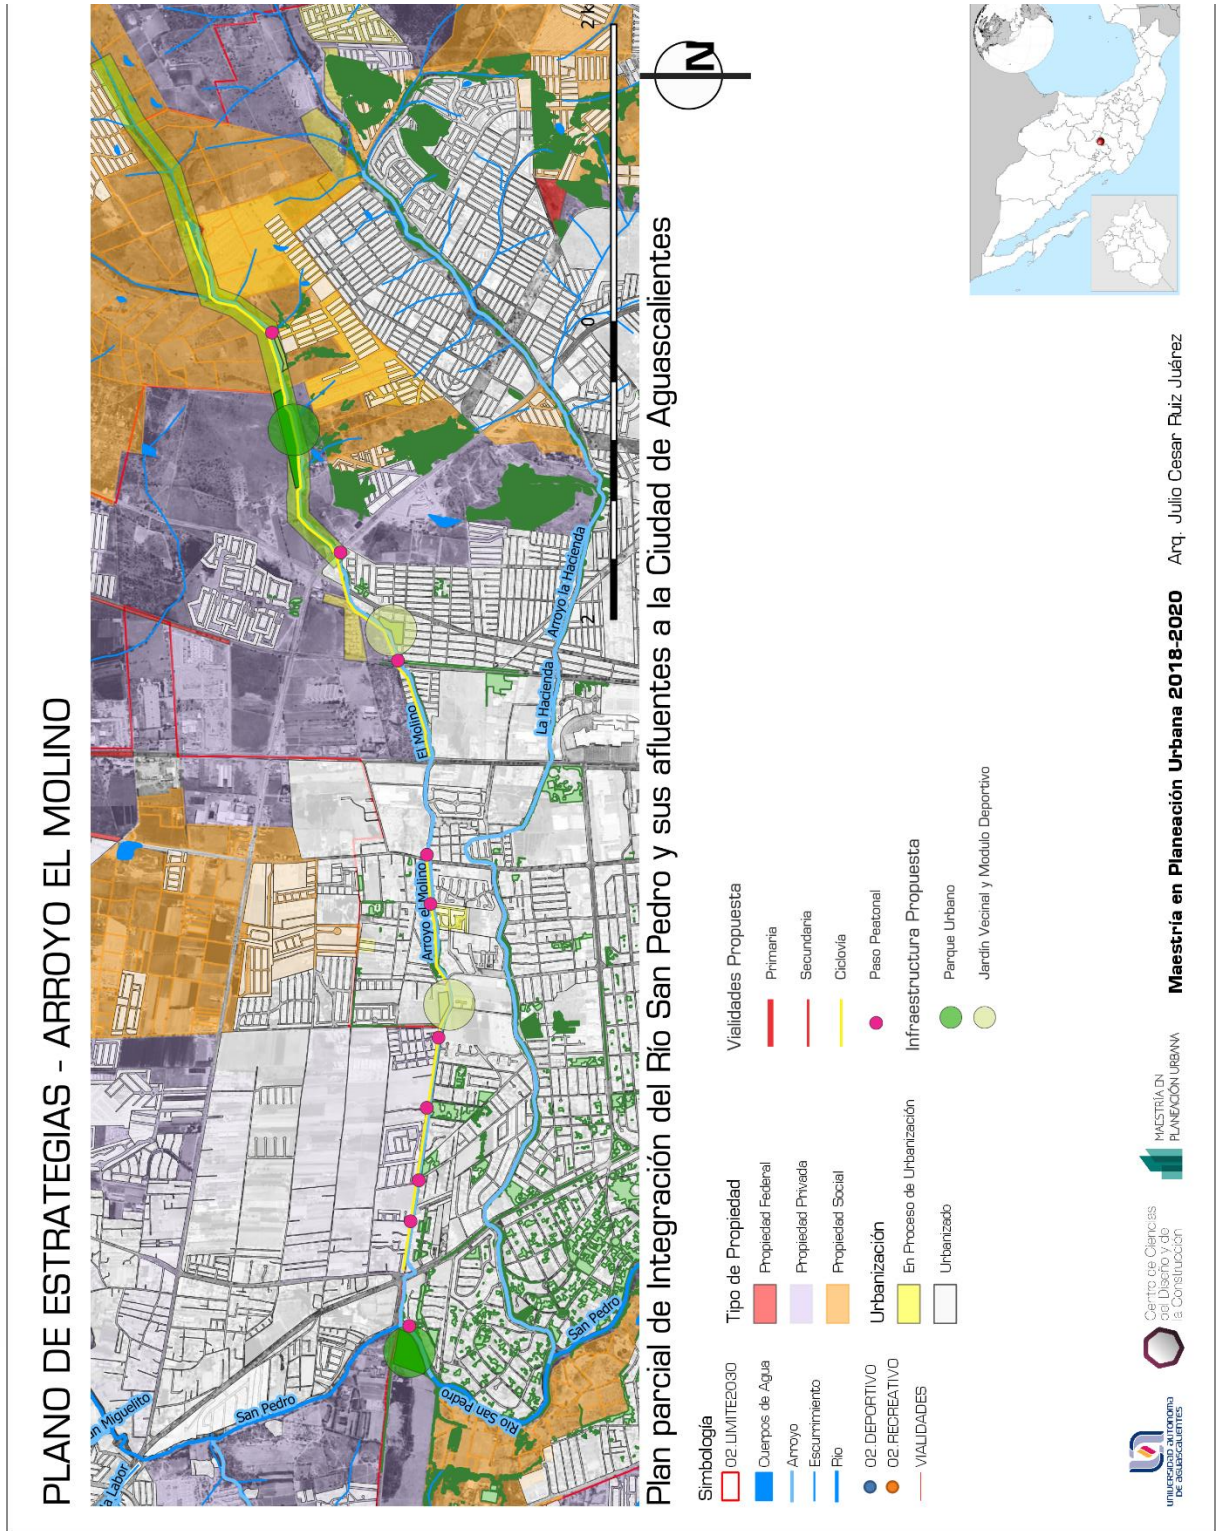 PLANO DE ESTRATEGIAS - ARROYO EL MOLINO
a Labor
n Miguelito
San Pedro
Río San Pedro
San Pedro
Arroyo el Molino
El Molino
La Hacienda
Arroyo la Hacienda
2
0
2 k
N
Plan parcial de Integración del Río San Pedro y sus afluentes a la Ciudad de Aguascalientes
Simbología
02.LIMITE2030
Cuerpos de Agua
Arroyo
Escurrimiento
Río
02.DEPORTIVO
02.RECREATIVO
VIALIDADES
Tipo de Propiedad
Propiedad Federal
Propiedad Privada
Propiedad Social
Urbanización
En Proceso de Urbanización
Urbanizado
Vialidades Propuesta
Primaria
Secundaria
Ciclovía
Paso Peatonal
Infraestructura Propuesta
Parque Urbano
Jardín Vecinal y Modulo Deportivo
UNIVERSIDAD AUTONOMA
DE AGUASCALIENTES
Centro de Ciencias
del Diseño y de
la Construcción
MAESTRÍA EN
PLANEACIÓN URBANA
Maestría en Planeación Urbana 2018-2020
Arq. Julio Cesar Ruiz Juárez